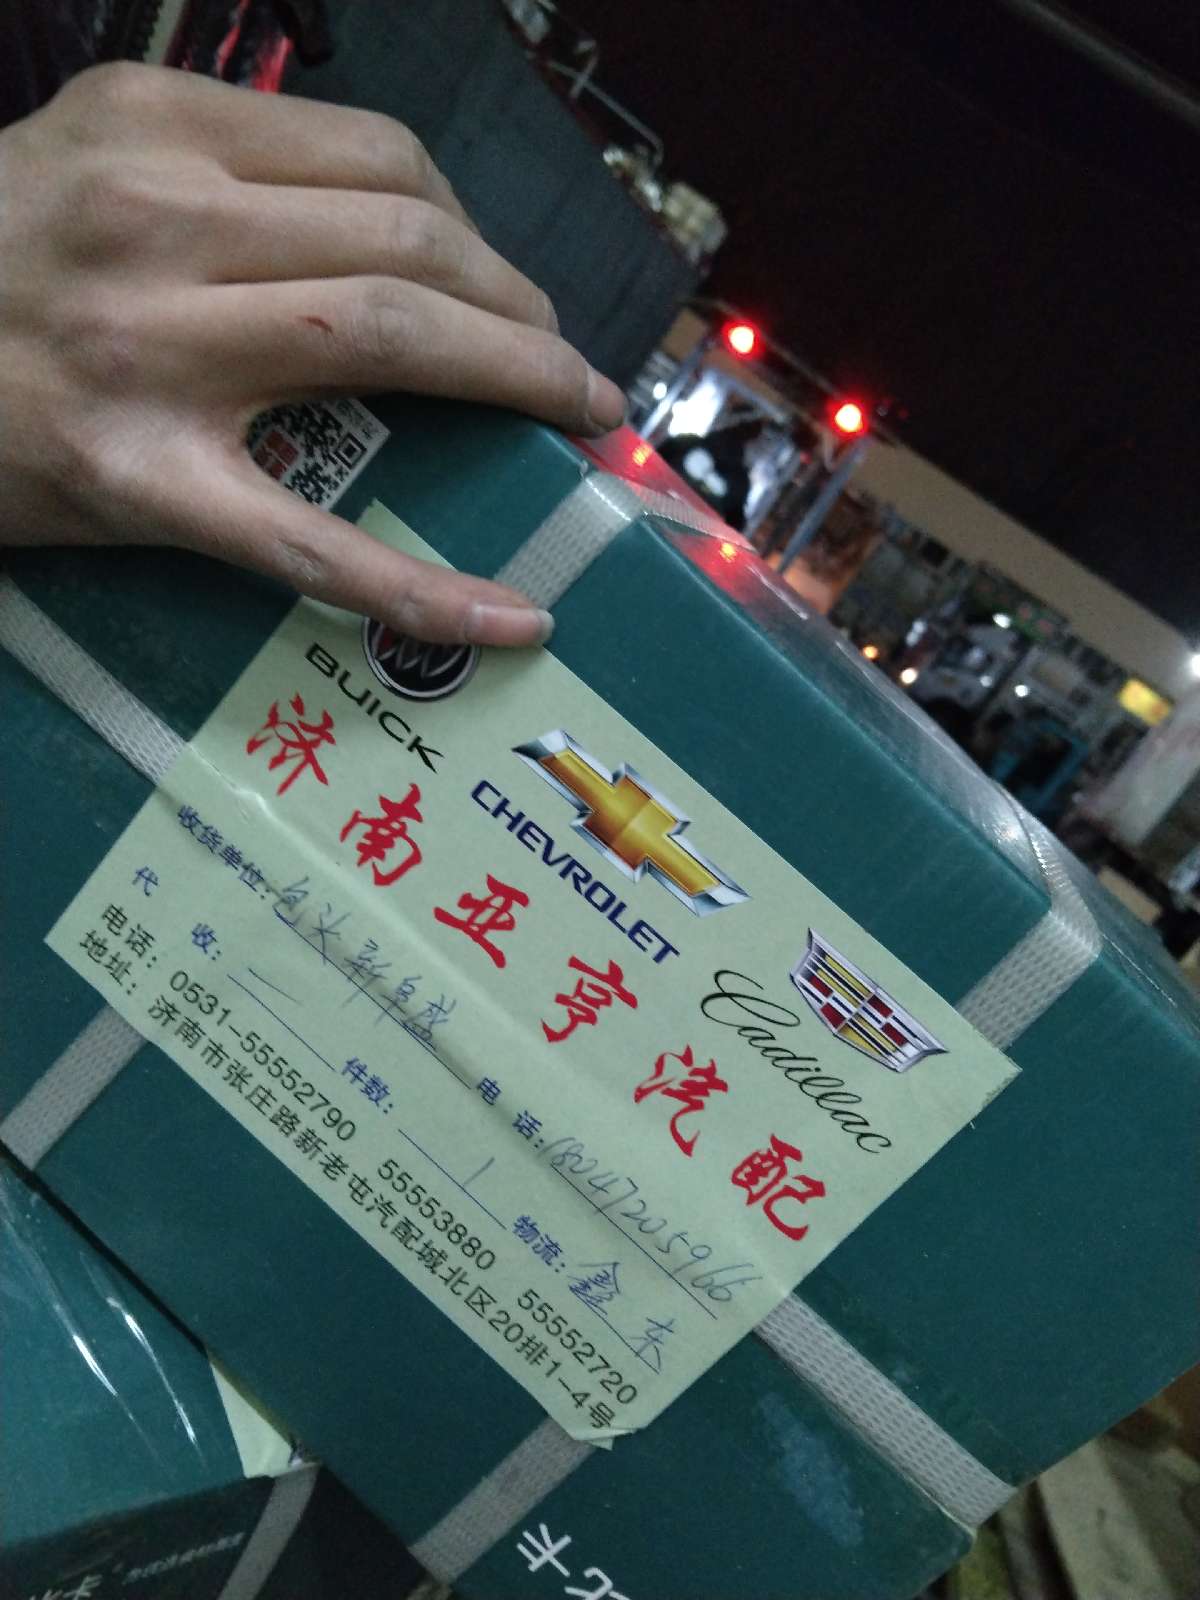 BUICK
CHEVROLET
Cadillac
济南亚亨汽配
收货单位：包头新阜盛 电话：18247205966
代收：一 件数：1 物流：鑫东
电话：0531-55552790 55553880 55552720
地址：济南市张庄路新老屯汽配城北区20排1-4号